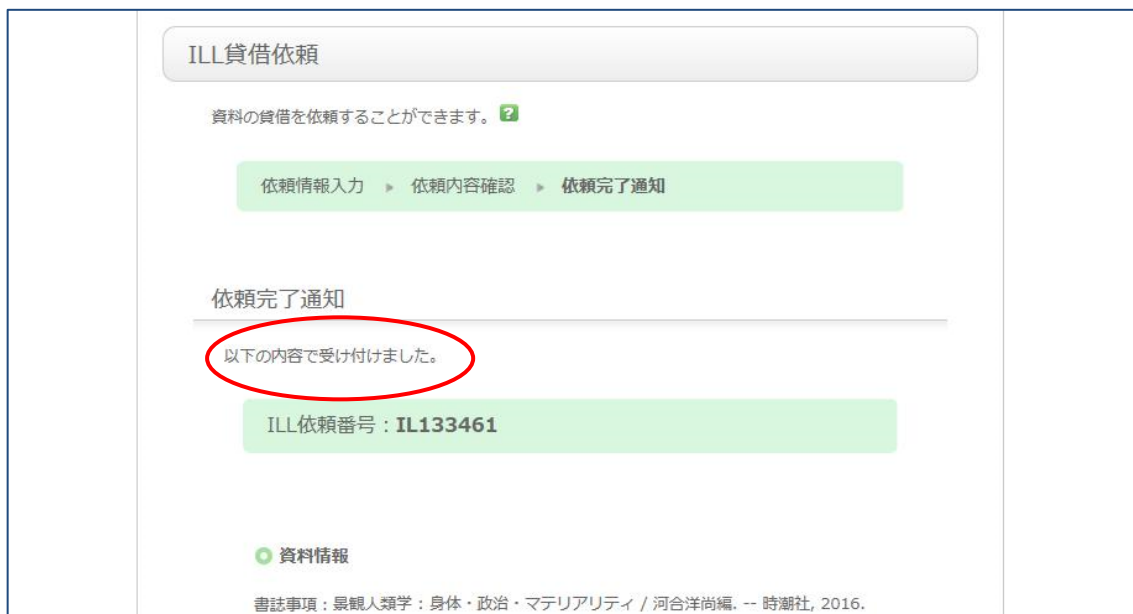 ILL貸借依頼
資料の貸借を依頼することができます。 ?
依頼情報入力 ▶ 依頼内容確認 ▶ 依頼完了通知
依頼完了通知
以下の内容で受け付けました。
ILL依頼番号：IL133461
資料情報
書誌事項：景観人類学：身体・政治・マテリアリティ / 河合洋尚編. -- 時潮社, 2016.